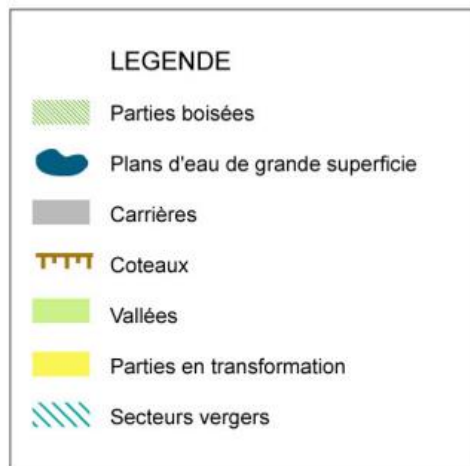 LEGENDE
Parties boisées
Plans d'eau de grande superficie
Carrières
Coteaux
Vallées
Parties en transformation
Secteurs vergers